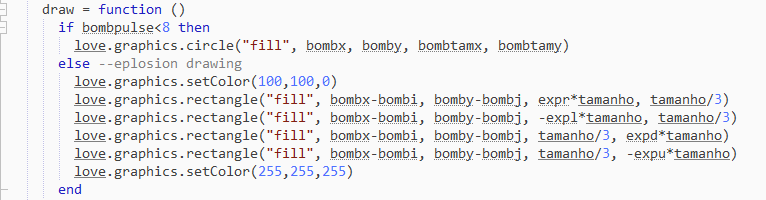 draw = function ()
if bombpulse<8 then
love.graphics.circle("fill", bombx, bomby, bombtamx, bombtamy)
else --eplosion drawing
love.graphics.setColor(100,100,0)
love.graphics.rectangle("fill", bombx-bombi, bomby-bombj, expr*tamanho, tamanho/3)
love.graphics.rectangle("fill", bombx-bombi, bomby-bombj, -expl*tamanho, tamanho/3)
love.graphics.rectangle("fill", bombx-bombi, bomby-bombj, tamanho/3, expd*tamanho)
love.graphics.rectangle("fill", bombx-bombi, bomby-bombj, tamanho/3, -expu*tamanho)
love.graphics.setColor(255,255,255)
end